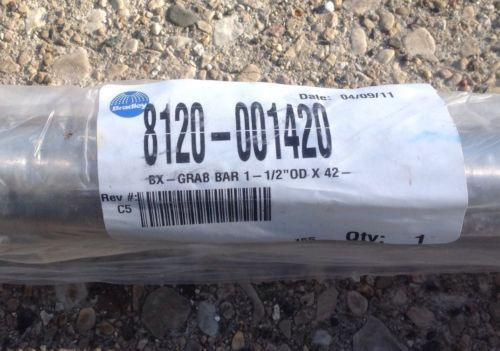 Date: 04/09/11
Bradley
8120-001420
BX-GRAB BAR 1-1/2"OD X 42-
Rev #:
C5
Qty: 1